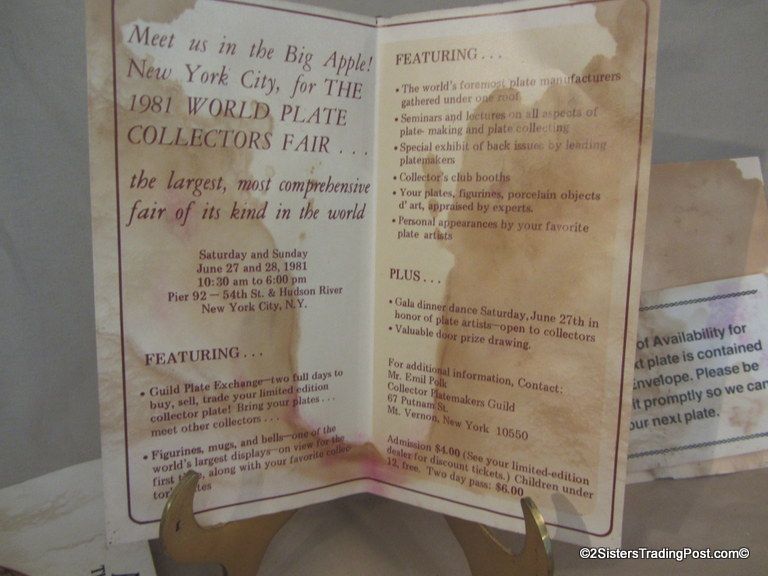 Meet us in the Big Apple!
New York City, for THE
1981 WORLD PLATE
COLLECTORS FAIR . . .
the largest, most comprehensive
fair of its kind in the world
Saturday and Sunday
June 27 and 28, 1981
10:30 am to 6:00 pm
Pier 92 — 54th St. & Hudson River
New York City, N.Y.
FEATURING . . .
• Guild Plate Exchange—two full days to
buy, sell, trade your limited edition
collector plate! Bring your plates . . .
meet other collectors . . .
• Figurines, mugs, and bells—one of the
world's largest displays—on view for the
first along with your favorite collec-
FEATURING . . .
• The world's foremost plate manufacturers
gathered under one roof
• Seminars and lectures on all aspects of
plate-making and plate collecting
• Special exhibit of back issues by leading
platemakers
• Collector's club booths
• Your plates, figurines, porcelain objects
d' art, appraised by experts.
• Personal appearances by your favorite
plate artists
PLUS . . .
• Gala dinner dance Saturday, June 27th in
honor of plate artists—open to collectors
• Valuable door prize drawing.
For additional information, Contact:
Mr. Emil Polk
Collector Platemakers Guild
67 Putnam St.
Mt. Vernon, New York 10550
Admission $4.00 (See your limited-edition
dealer for discount tickets.) Children under
12, free. Two day pass: $6.00
of Availability for
xt plate is contained
nvelope. Please be
it promptly so we can
ur next plate.
©2SistersTradingPost.com©